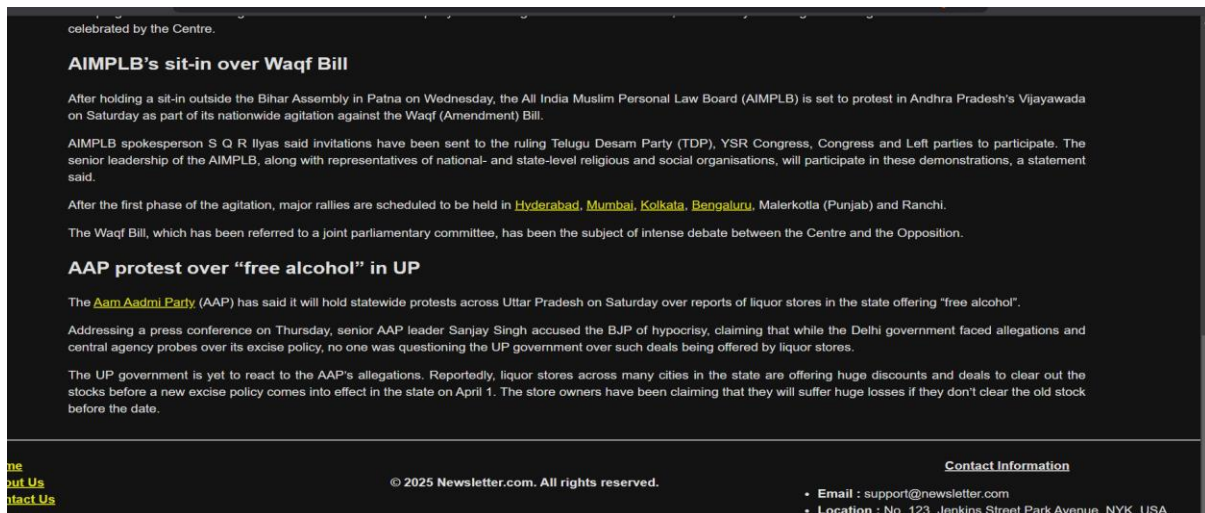 celebrated by the Centre.
AIMPLB's sit-in over Waqf Bill
After holding a sit-in outside the Bihar Assembly in Patna on Wednesday, the All India Muslim Personal Law Board (AIMPLB) is set to protest in Andhra Pradesh's Vijayawada
on Saturday as part of its nationwide agitation against the Waqf (Amendment) Bill.
AIMPLB spokesperson S Q R Ilyas said invitations have been sent to the ruling Telugu Desam Party (TDP), YSR Congress, Congress and Left parties to participate. The
senior leadership of the AIMPLB, along with representatives of national- and state-level religious and social organisations, will participate in these demonstrations, a statement
said.
After the first phase of the agitation, major rallies are scheduled to be held in Hyderabad, Mumbai, Kolkata, Bengaluru, Malerkotla (Punjab) and Ranchi.
The Waqf Bill, which has been referred to a joint parliamentary committee, has been the subject of intense debate between the Centre and the Opposition.
AAP protest over “free alcohol” in UP
The Aam Aadmi Party (AAP) has said it will hold statewide protests across Uttar Pradesh on Saturday over reports of liquor stores in the state offering “free alcohol”.
Addressing a press conference on Thursday, senior AAP leader Sanjay Singh accused the BJP of hypocrisy, claiming that while the Delhi government faced allegations and
central agency probes over its excise policy, no one was questioning the UP government over such deals being offered by liquor stores.
The UP government is yet to react to the AAP's allegations. Reportedly, liquor stores across many cities in the state are offering huge discounts and deals to clear out the
stocks before a new excise policy comes into effect in the state on April 1. The store owners have been claiming that they will suffer huge losses if they don't clear the old stock
before the date.
me
out Us
ntact Us
© 2025 Newsletter.com. All rights reserved.
Contact Information
• Email : support@newsletter.com
• Location : No. 123, Jenkins Street Park Avenue, NYK, USA